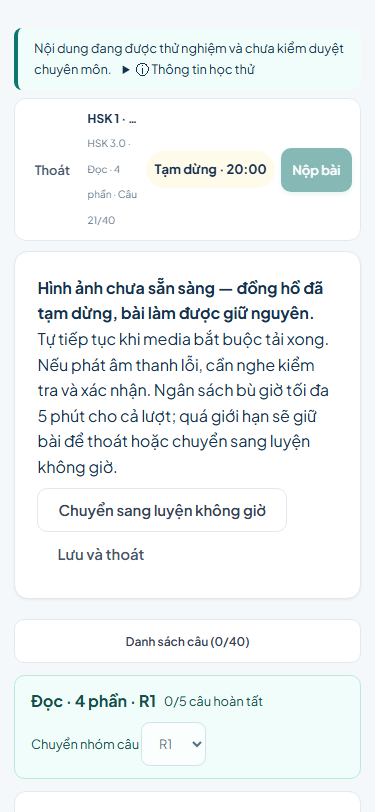 Nội dung đang được thử nghiệm và chưa kiểm duyệt
chuyên môn. ▶ ⓘ Thông tin học thử
Thoát
HSK 1 · ...
HSK 3.0 ·
Đọc · 4
phần · Câu
21/40
Tạm dừng · 20:00
Nộp bài
Hình ảnh chưa sẵn sàng — đồng hồ đã
tạm dừng, bài làm được giữ nguyên.
Tự tiếp tục khi media bắt buộc tải xong.
Nếu phát âm thanh lỗi, cần nghe kiểm
tra và xác nhận. Ngân sách bù giờ tối đa
5 phút cho cả lượt; quá giới hạn sẽ giữ
bài để thoát hoặc chuyển sang luyện
không giờ.
Chuyển sang luyện không giờ
Lưu và thoát
Danh sách câu (0/40)
Đọc · 4 phần · R1 0/5 câu hoàn tất
Chuyển nhóm câu R1